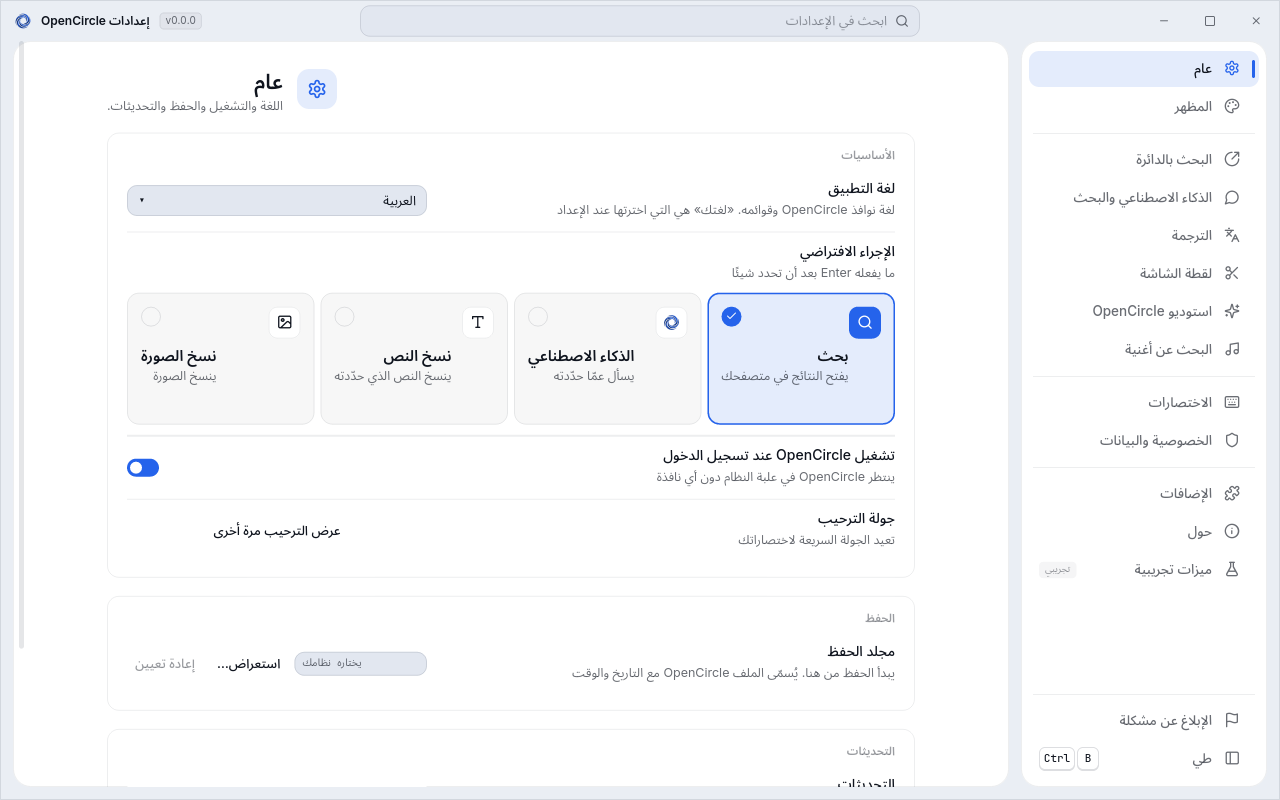 إعدادات OpenCircle
v0.0.0
ابحث في الإعدادات
عام
المظهر
البحث بالدائرة
الذكاء الاصطناعي والبحث
الترجمة
لقطة الشاشة
استوديو OpenCircle
البحث عن أغنية
الاختصارات
الخصوصية والبيانات
الإضافات
حول
ميزات تجريبية
تجريبي
الإبلاغ عن مشكلة
طي
Ctrl B
عام
اللغة والتشغيل والحفظ والتحديثات.
الأساسيات
لغة التطبيق
لغة نوافذ OpenCircle وقوائمه. «لغتك» هي التي اخترتها عند الإعداد
العربية
الإجراء الافتراضي
ما يفعله Enter بعد أن تحدد شيئًا
بحث
يفتح النتائج في متصفحك
الذكاء الاصطناعي
يسأل عمّا حدّدته
نسخ النص
ينسخ النص الذي حدّدته
نسخ الصورة
ينسخ الصورة
تشغيل OpenCircle عند تسجيل الدخول
ينتظر OpenCircle في علبة النظام دون أي نافذة
جولة الترحيب
تعيد الجولة السريعة لاختصاراتك
عرض الترحيب مرة أخرى
الحفظ
مجلد الحفظ
يبدأ الحفظ من هنا. يُسمّى الملف OpenCircle مع التاريخ والوقت
يختاره نظامك
استعراض...
إعادة تعيين
التحديثات
التحديثات